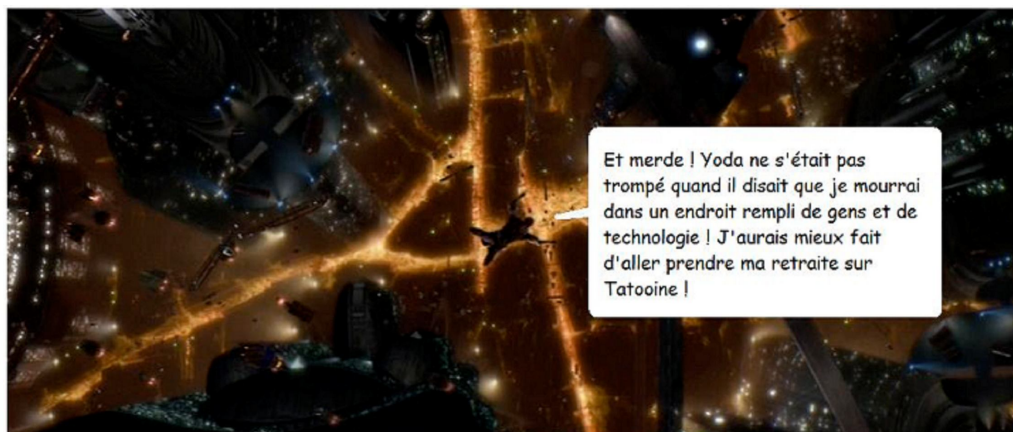 Et merde ! Yoda ne s'était pas
trompé quand il disait que je mourrai
dans un endroit rempli de gens et de
technologie ! J'aurais mieux fait
d'aller prendre ma retraite sur
Tatooine !